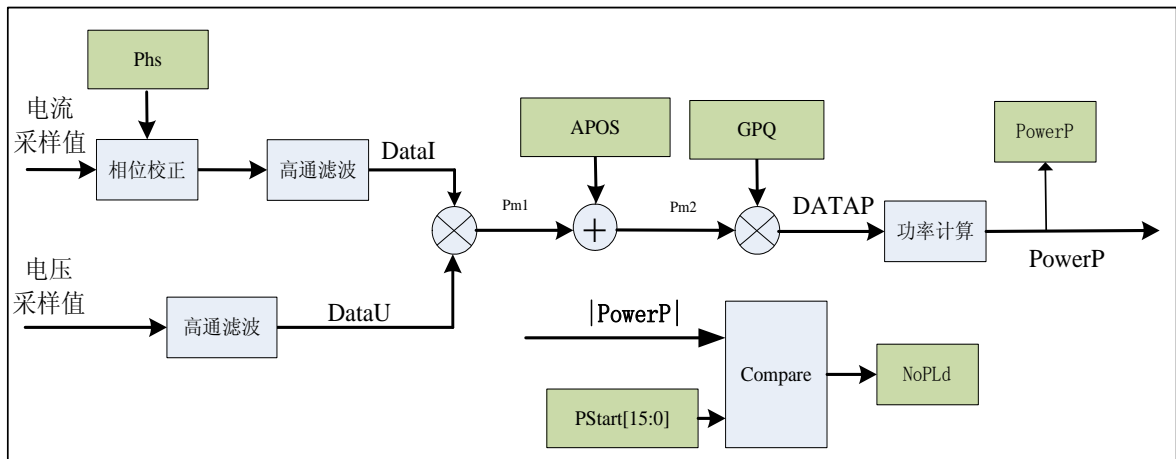 Phs
电流
采样值
相位校正
高通滤波
DataI
Pm1
APOS
Pm2
GPQ
DATAP
功率计算
PowerP
PowerP
电压
采样值
高通滤波
DataU
|PowerP|
PStart[15:0]
Compare
NoPLd